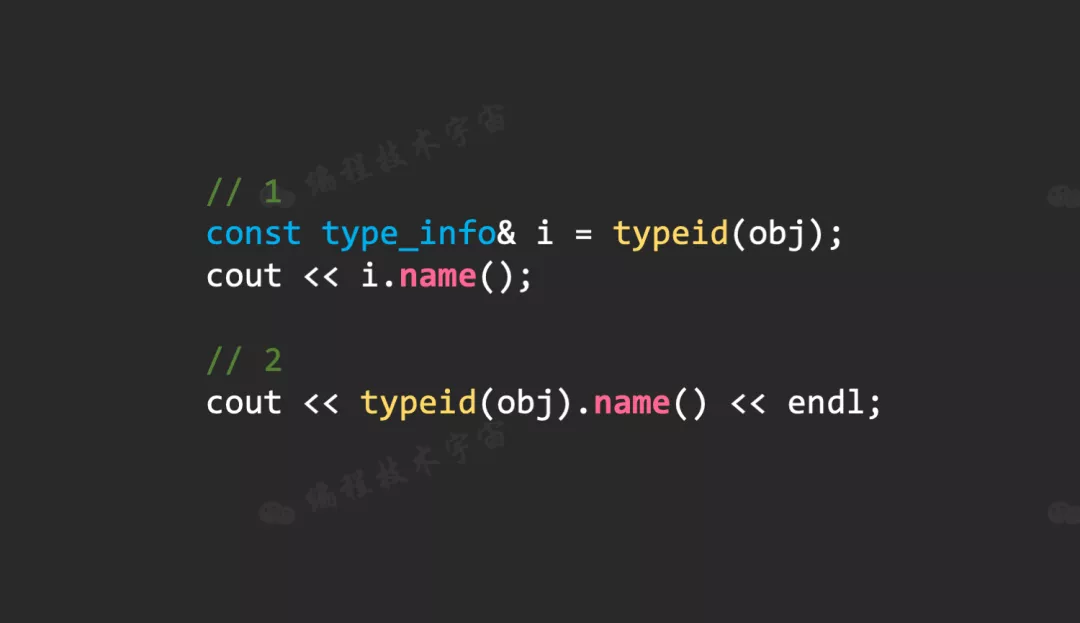 编程技术宇宙
// 1
const type_info& i = typeid(obj);
cout << i.name();
// 2
cout << typeid(obj).name() << endl;
编程技术宇宙